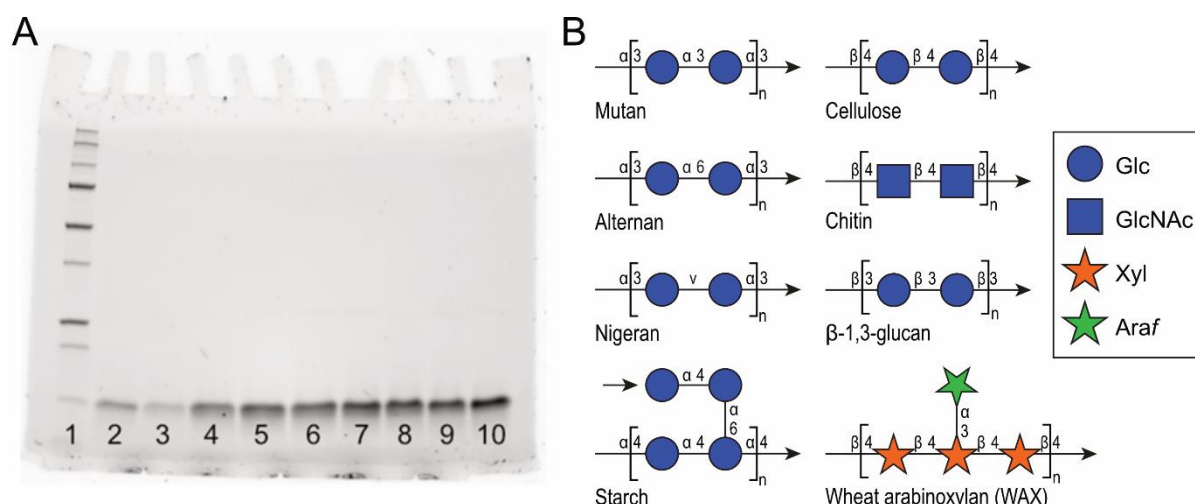 A
1 2 3 4 5 6 7 8 9 10
B
α 3 α 3 α 3
n
Mutan
β 4 β 4 β 4
n
Cellulose
α 3 α 6 α 3
n
Alternan
β 4 β 4 β 4
n
Chitin
α 3 v α 3
n
Nigeran
β 3 β 3 β 3
n
β-1,3-glucan
α 4
α
6
α 4 α 4 α 4
n
Starch
α
3
β 4 β 4 β 4 β 4
n
Wheat arabinoxylan (WAX)
Glc
GlcNAc
Xyl
Araf